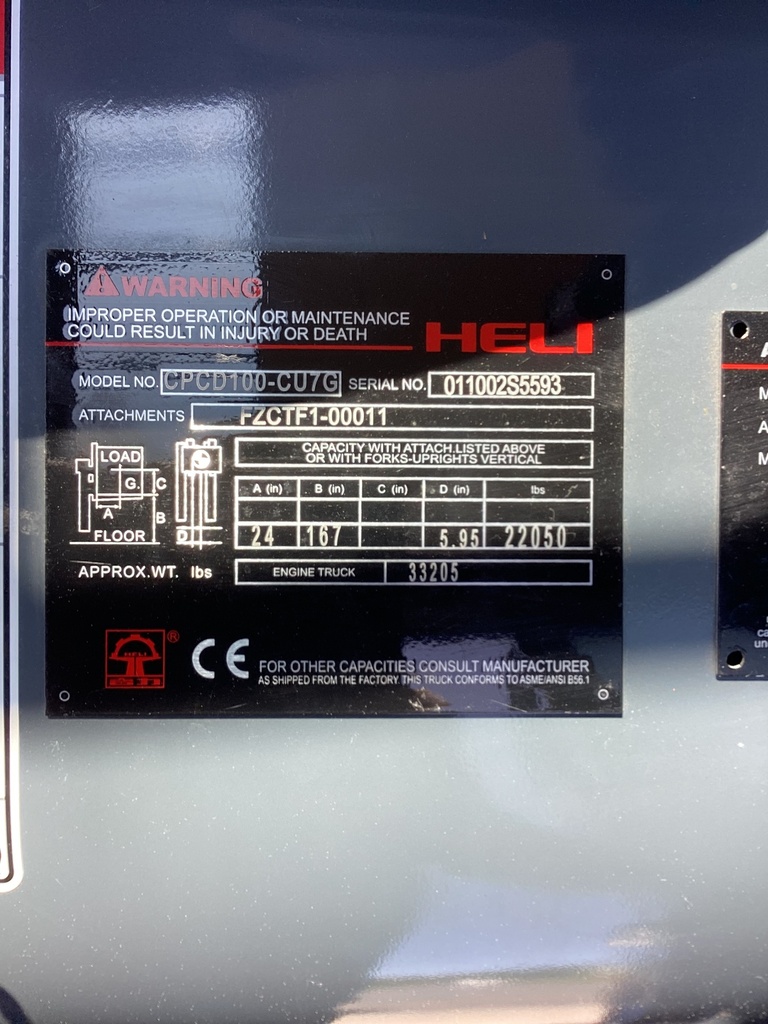 WARNING
IMPROPER OPERATION OR MAINTENANCE
COULD RESULT IN INJURY OR DEATH
HELI
MODEL NO. CPCD100-CU7G SERIAL NO. 011002S5593
ATTACHMENTS FZCTF1-00011
CAPACITY WITH ATTACH.LISTED ABOVE
OR WITH FORKS-UPRIGHTS VERTICAL
LOAD
G. C
A
B
D
FLOOR
A (in) B (in) C (in) D (in) lbs
24 167 5.95 22050
APPROX.WT. lbs ENGINE TRUCK 33205
HELI ®
CE
FOR OTHER CAPACITIES CONSULT MANUFACTURER
AS SHIPPED FROM THE FACTORY THIS TRUCK CONFORMS TO ASME/ANSI B56.1
M
A
M
ca
un